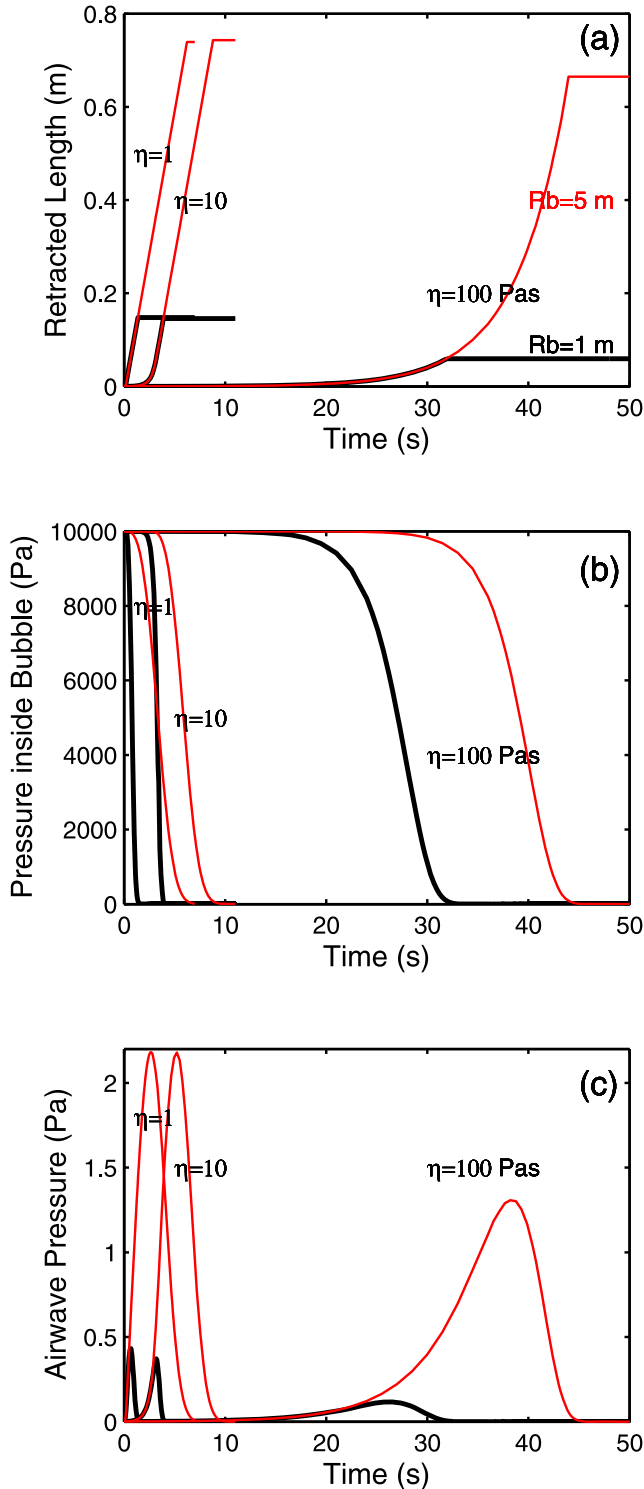 0.8
(a)
Retracted Length (m)
0.6
η=1
0.4
η=10
Rb=5 m
0.2
η=100 Pas
Rb=1 m
0
0 10 20 30 40 50
Time (s)
10000
(b)
Pressure inside Bubble (Pa)
8000
η=1
6000
η=10
4000
η=100 Pas
2000
0
0 10 20 30 40 50
Time (s)
(c)
Airwave Pressure (Pa)
2
η=1
1.5
η=10
η=100 Pas
1
0.5
0
0 10 20 30 40 50
Time (s)